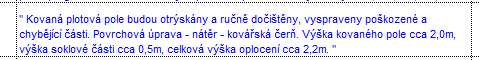 " Kovaná plotová pole budou otrýskány a ručně dočištěny, vyspraveny poškozené a
chybějící části. Povrchová úprava - nátěr - kovářská čerň. Výška kovaného pole cca 2,0m,
výška soklové části cca 0,5m, celková výška oplocení cca 2,2m. "